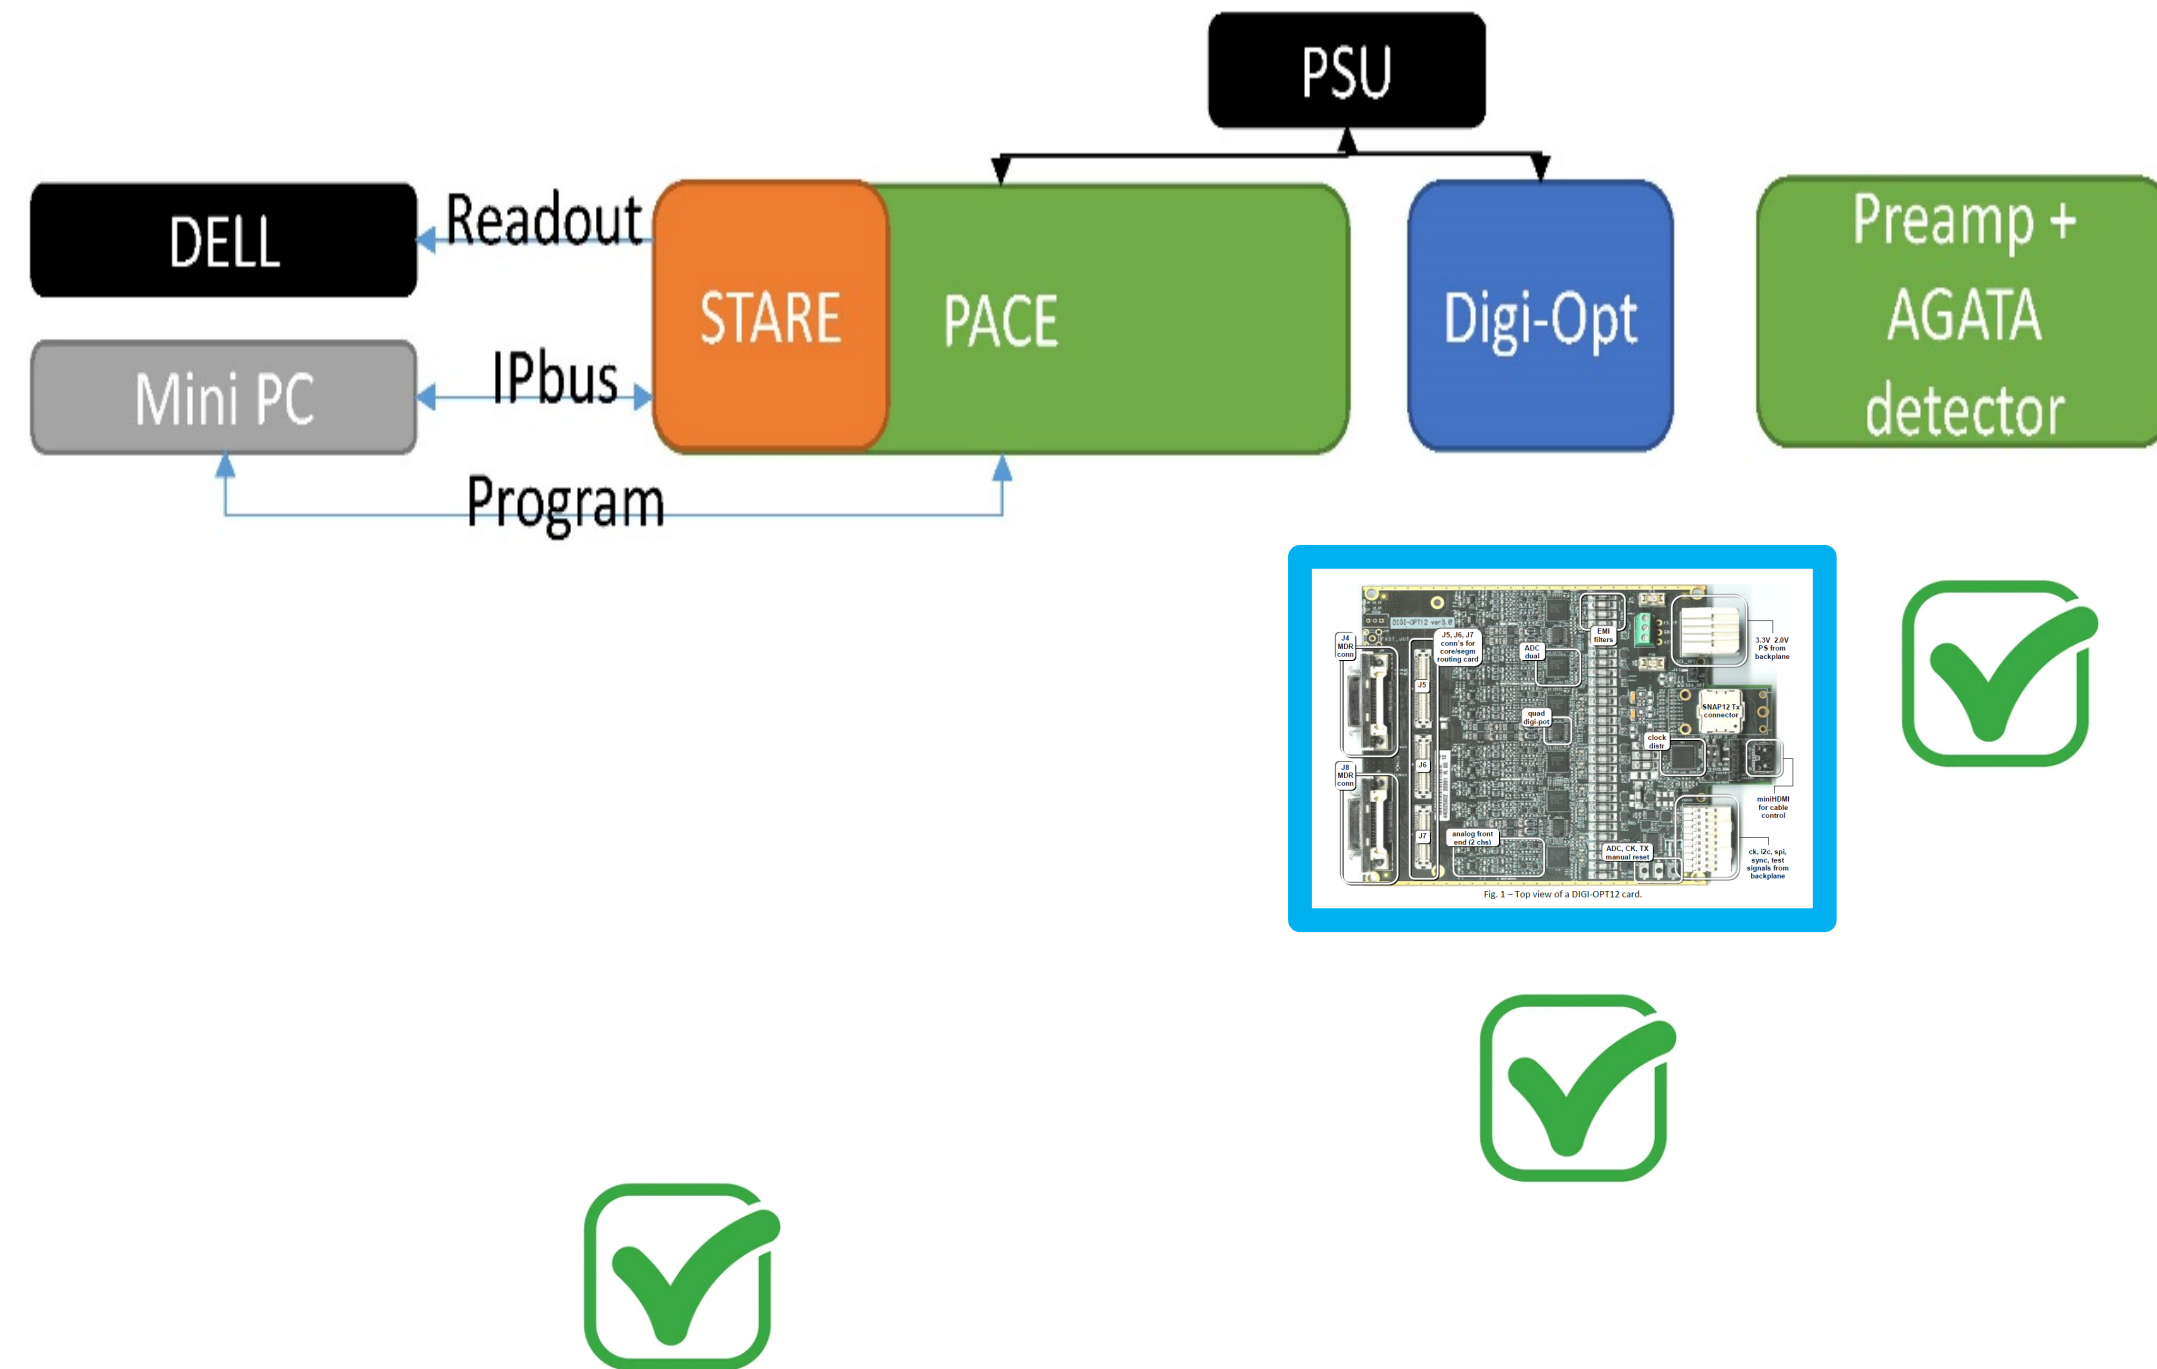 PSU
DELL
Readout
STARE
PACE
Digi-Opt
Preamp +
AGATA
detector
Mini PC
IPbus
Program
DIGI-OPT12 ver3.0
J4
MDR
conn
J5, J6, J7
conn's for
core/segm
routing card
ADC
dual
EMI
filters
3.3V 2.0V
PS from
backplane
J5
SNAP12 Tx
connector
quad
digi-pot
clock
distr
J6
J8
MDR
conn
miniHDMI
for cable
control
J7
analog front
end (2 chs)
ADC, CK, TX
manual reset
ck, i2c, spi,
sync, test
signals from
backplane
Fig. 1 – Top view of a DIGI-OPT12 card.